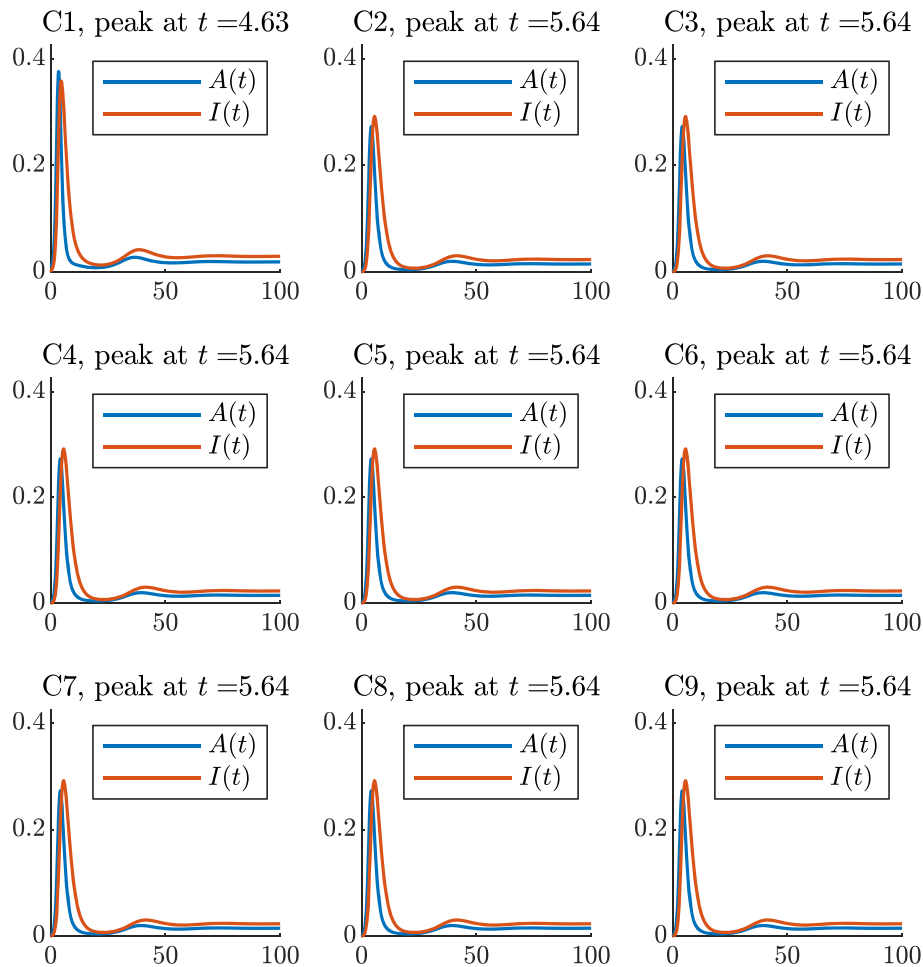 C1, peak at t =4.63
C2, peak at t =5.64
C3, peak at t =5.64
0.4
A(t)
I(t)
0.2
0
0
50
100
0.4
A(t)
I(t)
0.2
0
0
50
100
0.4
A(t)
I(t)
0.2
0
0
50
100
C4, peak at t =5.64
C5, peak at t =5.64
C6, peak at t =5.64
0.4
A(t)
I(t)
0.2
0
0
50
100
0.4
A(t)
I(t)
0.2
0
0
50
100
0.4
A(t)
I(t)
0.2
0
0
50
100
C7, peak at t =5.64
C8, peak at t =5.64
C9, peak at t =5.64
0.4
A(t)
I(t)
0.2
0
0
50
100
0.4
A(t)
I(t)
0.2
0
0
50
100
0.4
A(t)
I(t)
0.2
0
0
50
100